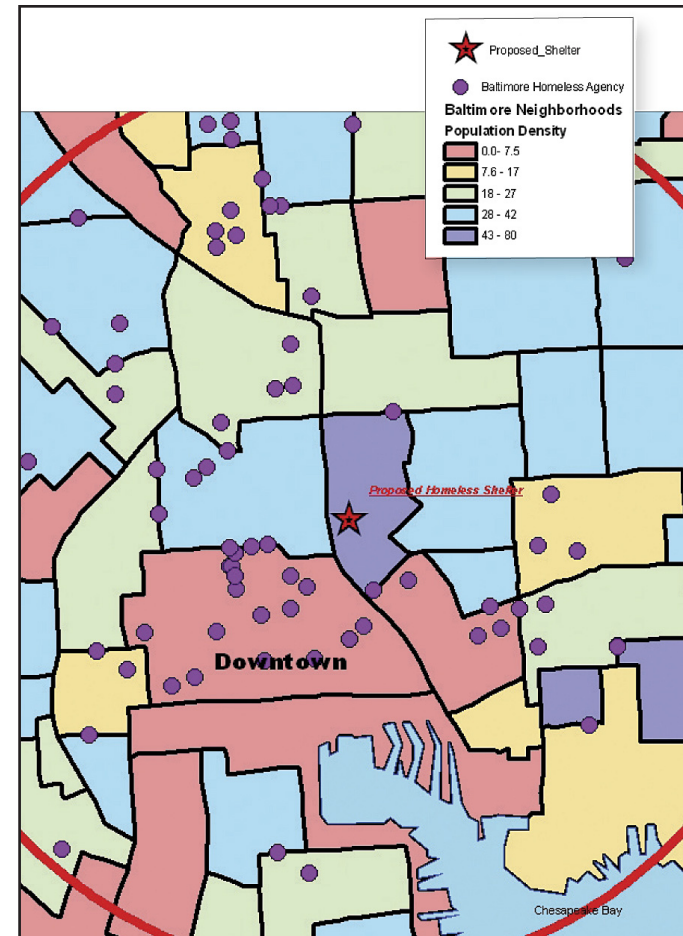 Proposed_Shelter
Baltimore Homeless Agency
Baltimore Neighborhoods
Population Density
0.0- 7.5
7.6 - 17
18 - 27
28 - 42
43 - 80
Proposed Homeless Shelter
Downtown
Chesapeake Bay